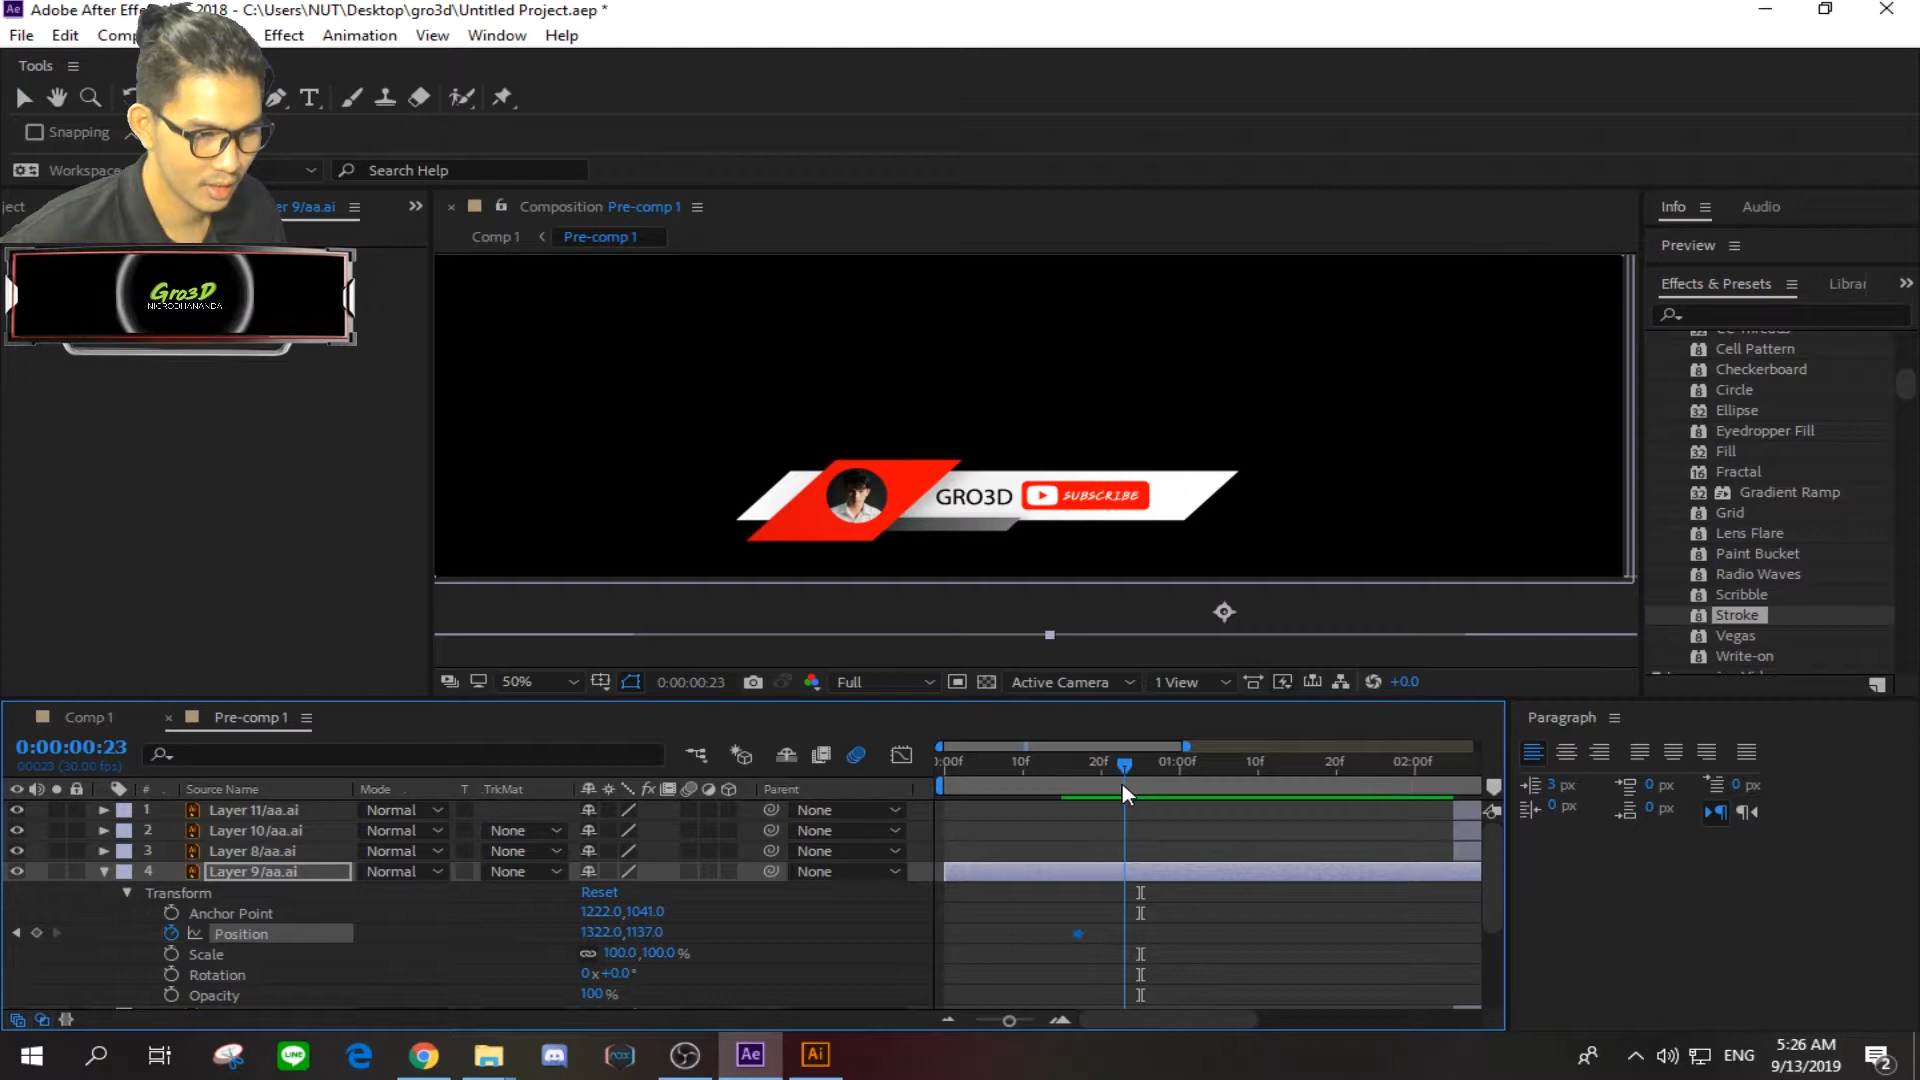 Ae Adobe After Effe 2018 - C:\Users\NUT\Desktop\gro3d\Untitled Project.aep *
File Edit Comp Effect Animation View Window Help
Tools
T
Snapping
Workspace Search Help
ject er 9/aa.ai
Composition Pre-comp 1
Comp 1 Pre-comp 1
Info Audio
Preview
Effects & Presets Librar
Cell Pattern
Checkerboard
Circle
Ellipse
Eyedropper Fill
Fill
Fractal
Gradient Ramp
Grid
Lens Flare
Paint Bucket
Radio Waves
Scribble
Stroke
Vegas
Write-on
Gro3D
NIGRODHANANDA
GRO3D SUBSCRIBE
50% 0:00:00:23 Full Active Camera 1 View +0.0
Comp 1 Pre-comp 1
0:00:00:23
00023 (30.00 fps)
:00f 10f 20f 01:00f 10f 20f 02:00f
# Source Name Mode T .TrkMat fx Parent
1 Layer 11/aa.ai Normal None
2 Layer 10/aa.ai Normal None None
3 Layer 8/aa.ai Normal None None
4 Layer 9/aa.ai Normal None None
Transform Reset
Anchor Point 1222.0,1041.0
Position 1322.0,1137.0
Scale 100.0,100.0 %
Rotation 0 x +0.0°
Opacity 100 %
Paragraph
3 px 0 px 0 px
0 px 0 px
Ae Ai
ENG
5:26 AM
9/13/2019
2